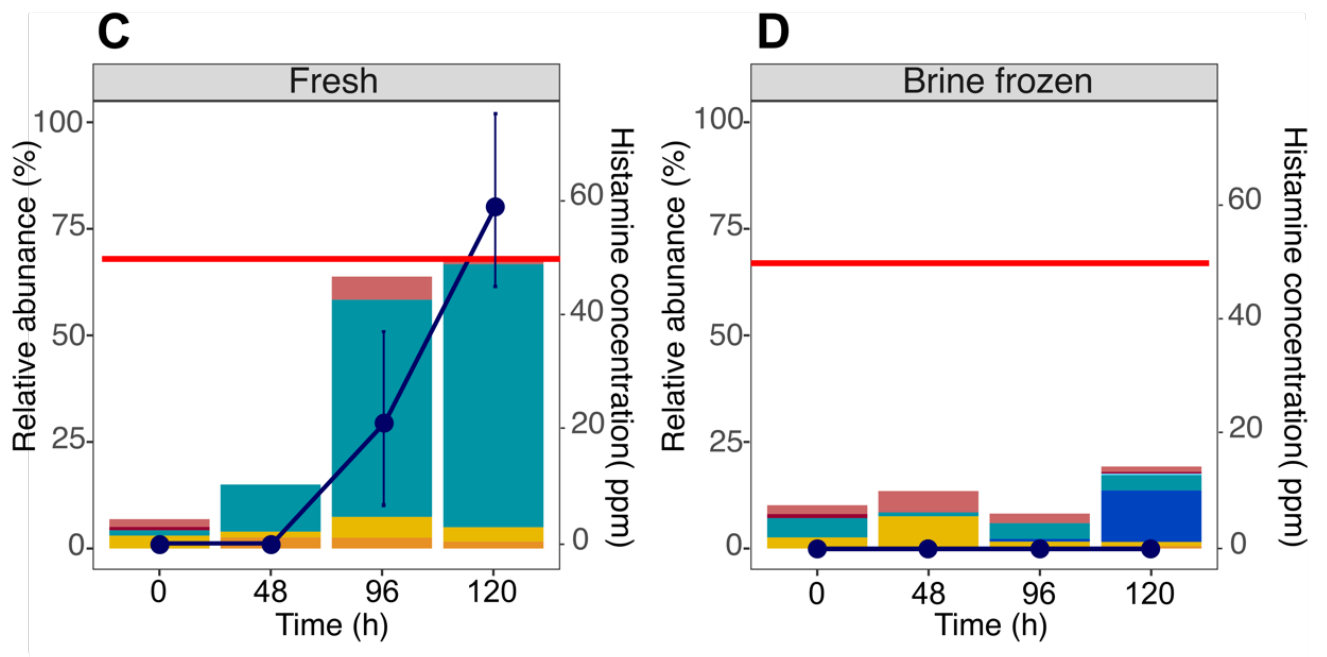 C
Fresh
Relative abunance (%)
100
75
50
25
0
Histamine concentration( ppm)
60
40
20
0
0 48 96 120
Time (h)
D
Brine frozen
Relative abunance (%)
100
75
50
25
0
Histamine concentration( ppm)
60
40
20
0
0 48 96 120
Time (h)